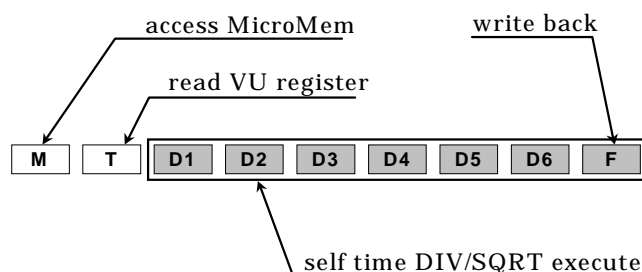 access MicroMem
write back
read VU register
M T D1 D2 D3 D4 D5 D6 F
self time DIV/SQRT execute